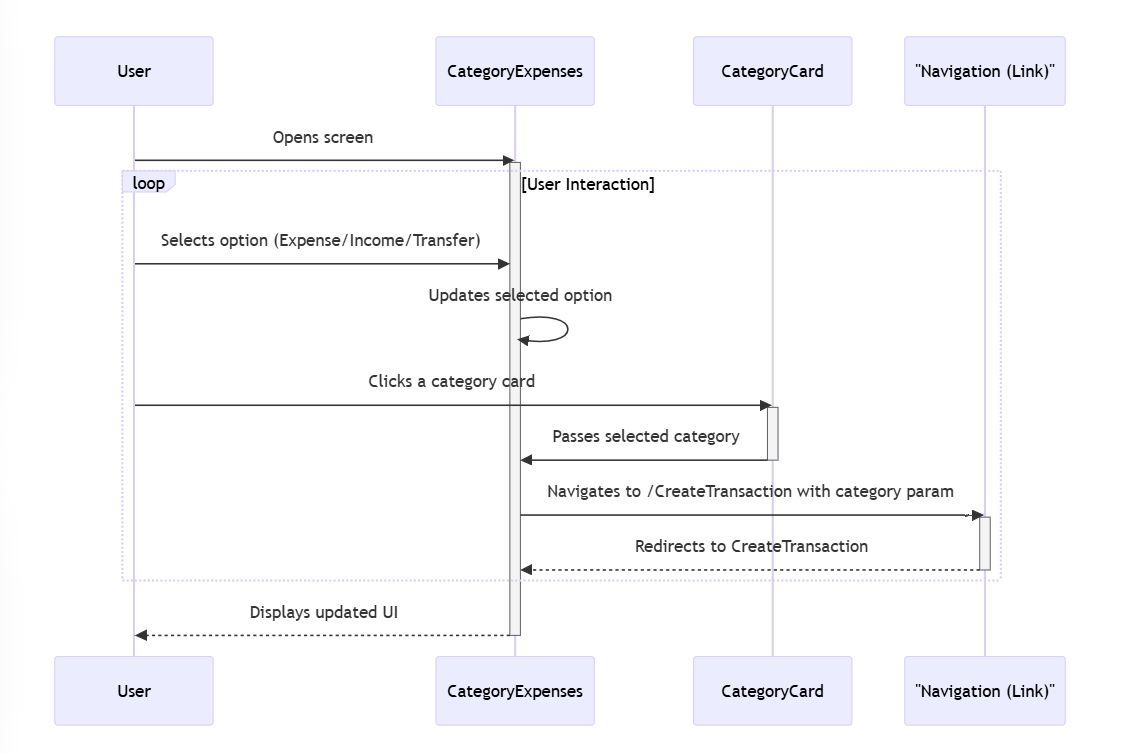 User
CategoryExpenses
CategoryCard
"Navigation (Link)"
Opens screen
loop
[User Interaction]
Selects option (Expense/Income/Transfer)
Updates selected option
Clicks a category card
Passes selected category
Navigates to /CreateTransaction with category param
Redirects to CreateTransaction
Displays updated UI
User
CategoryExpenses
CategoryCard
"Navigation (Link)"